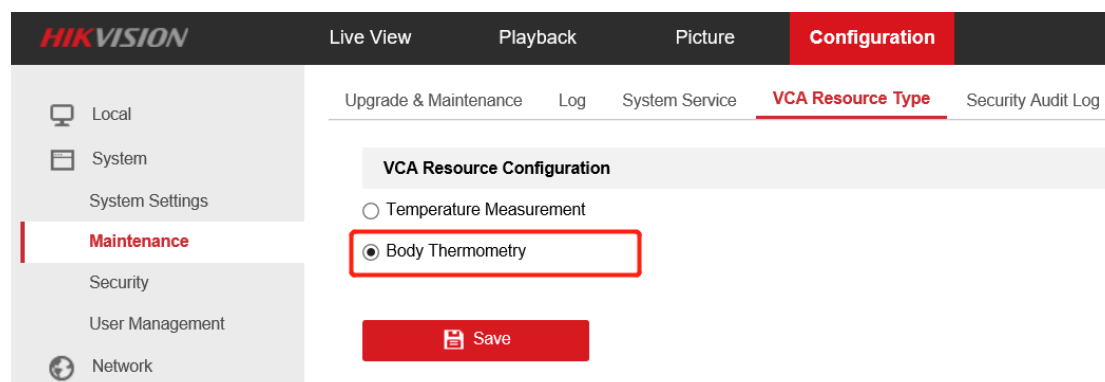 HIKVISION Live View Playback Picture Configuration
Upgrade & Maintenance Log System Service VCA Resource Type Security Audit Log
Local
System
System Settings
Maintenance
Security
User Management
Network
VCA Resource Configuration
Temperature Measurement
Body Thermometry
Save